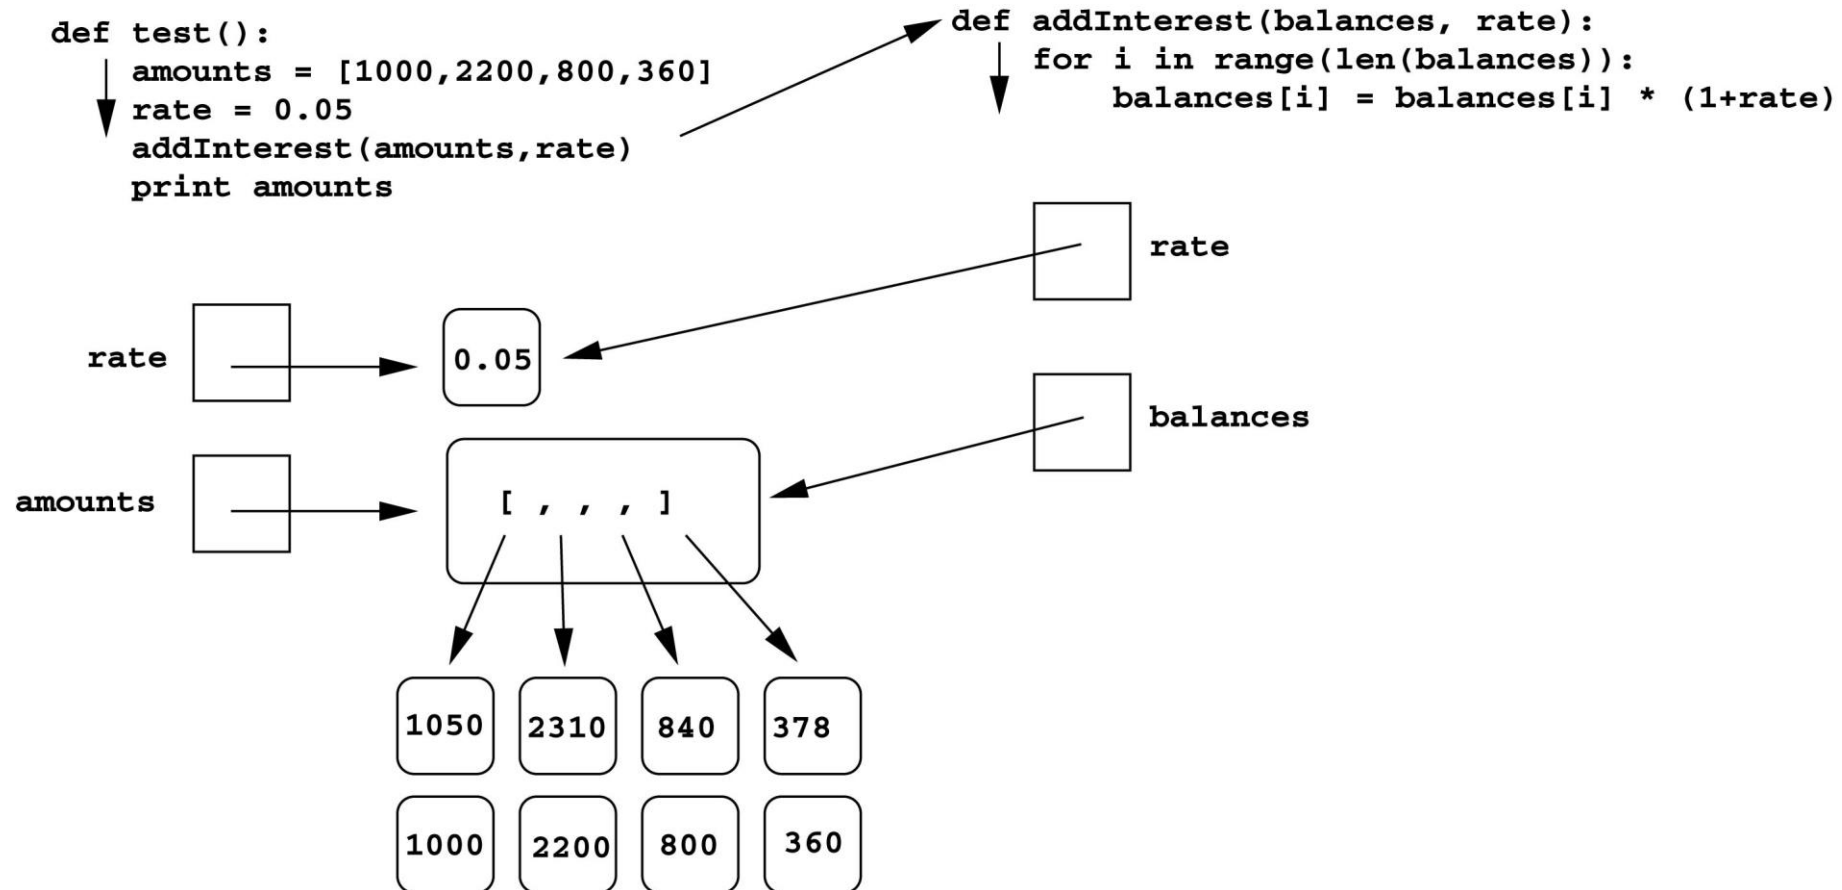 def test():
    amounts = [1000,2200,800,360]
    rate = 0.05
    addInterest(amounts,rate)
    print amounts
def addInterest(balances, rate):
    for i in range(len(balances)):
        balances[i] = balances[i] * (1+rate)
rate
rate
0.05
balances
amounts
[ , , , ]
1050 2310 840 378
1000 2200 800 360